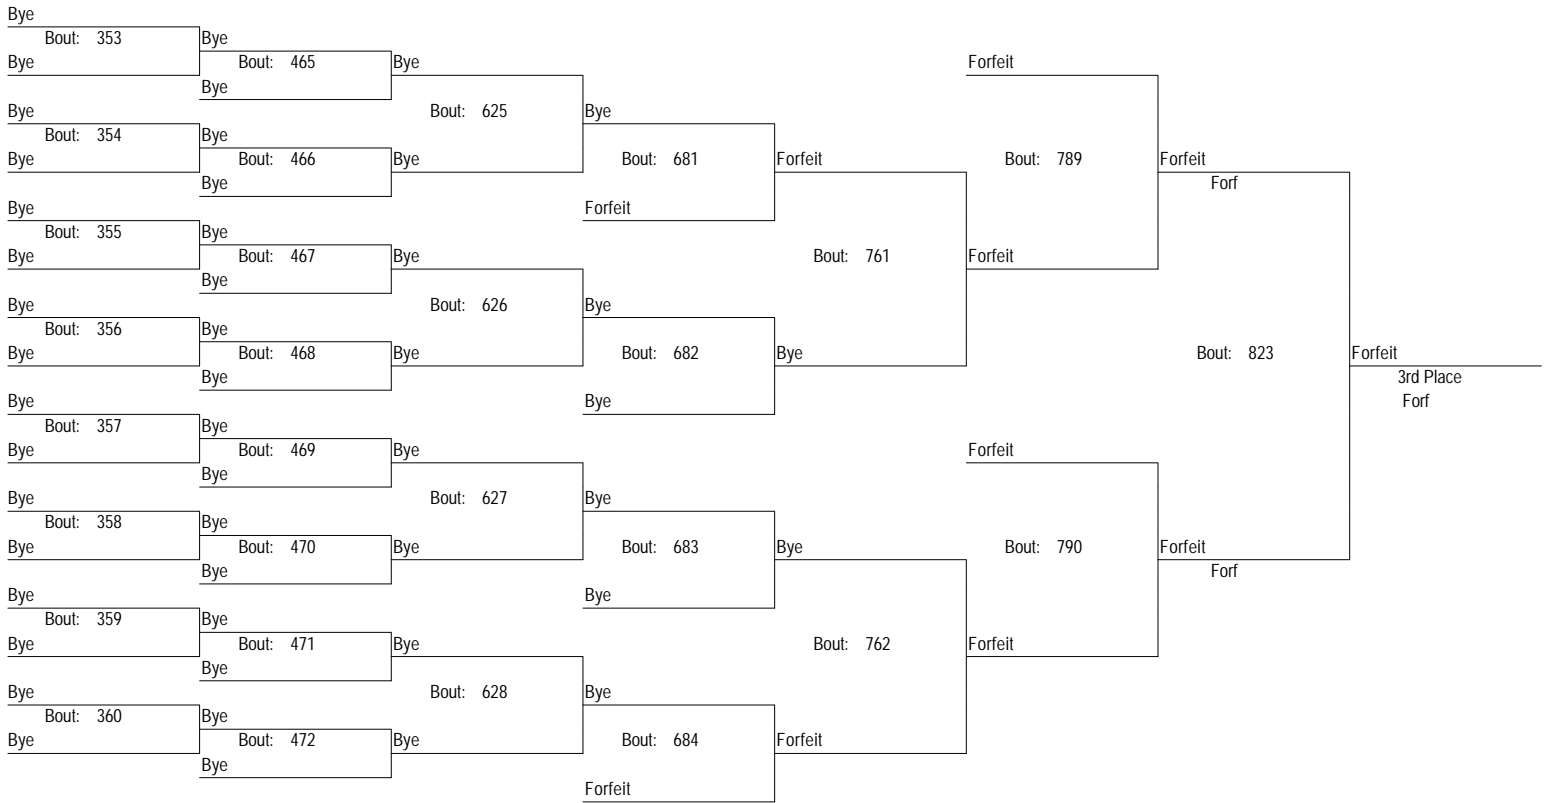 Bye
Bout: 353 Bye
Bye Bout: 465 Bye Forfeit
Bye
Bye Bout: 625 Bye
Bout: 354 Bye
Bye Bout: 466 Bye Bout: 681 Forfeit Bout: 789 Forfeit
Bye Forf
Bye Forfeit
Bout: 355 Bye
Bye Bout: 467 Bye Bout: 761 Forfeit
Bye
Bye Bout: 626 Bye
Bout: 356 Bye
Bye Bout: 468 Bye Bout: 682 Bye Bout: 823 Forfeit
Bye 3rd Place
Bye Bye Forf
Bout: 357 Bye
Bye Bout: 469 Bye Forfeit
Bye
Bye Bout: 627 Bye
Bout: 358 Bye
Bye Bout: 470 Bye Bout: 683 Bye Bout: 790 Forfeit
Bye Forf
Bye Bye
Bout: 359 Bye
Bye Bout: 471 Bye Bout: 762 Forfeit
Bye
Bye Bout: 628 Bye
Bout: 360 Bye
Bye Bout: 472 Bye Bout: 684 Forfeit
Bye
Forfeit